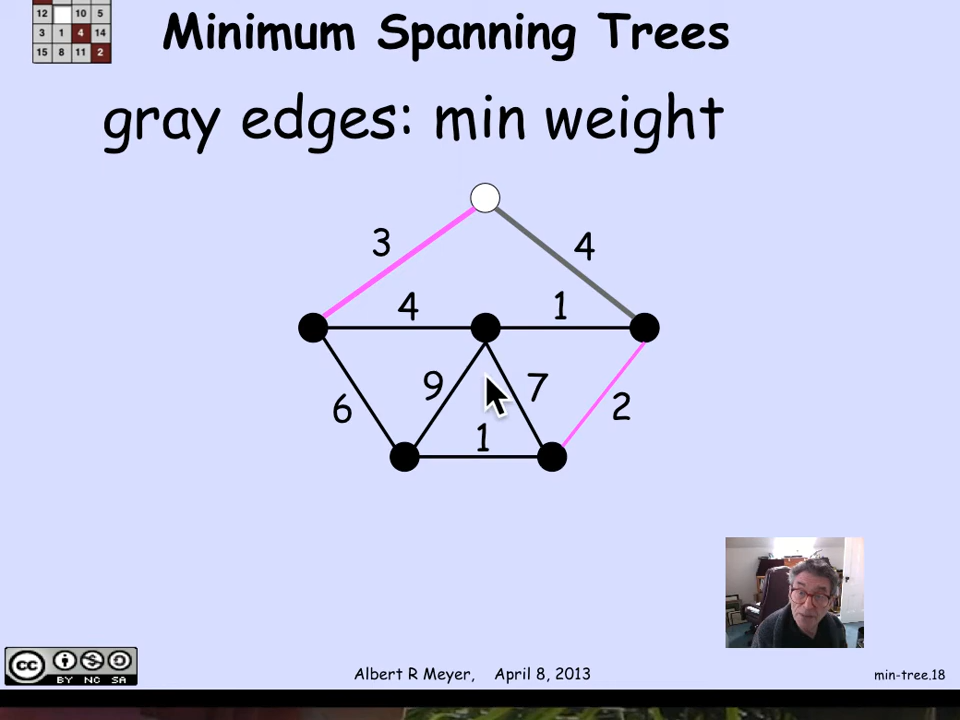 12 10 5
3 1 4 14
15 8 11 2
Minimum Spanning Trees
gray edges: min weight
3 4
4 1
9 7
6 2
1
cc BY NC SA
Albert R Meyer, April 8, 2013
min-tree.18